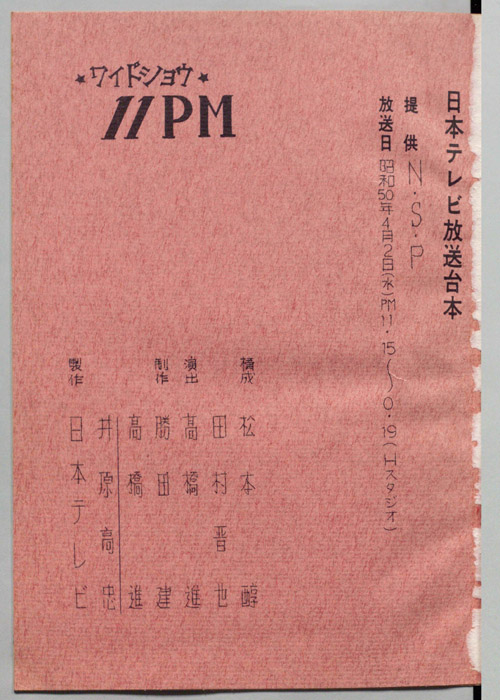 日本テレビ放送台本
提供 N・S・P
放送日 昭和50年4月2日(水)PM11・15〜0・19(Hスタジオ)
★ワイドショウ★
11PM
構成 松本醇
田村晋也
演出 高橋進
制作 勝田建
高橋進
井原高忠
製作 日本テレビ